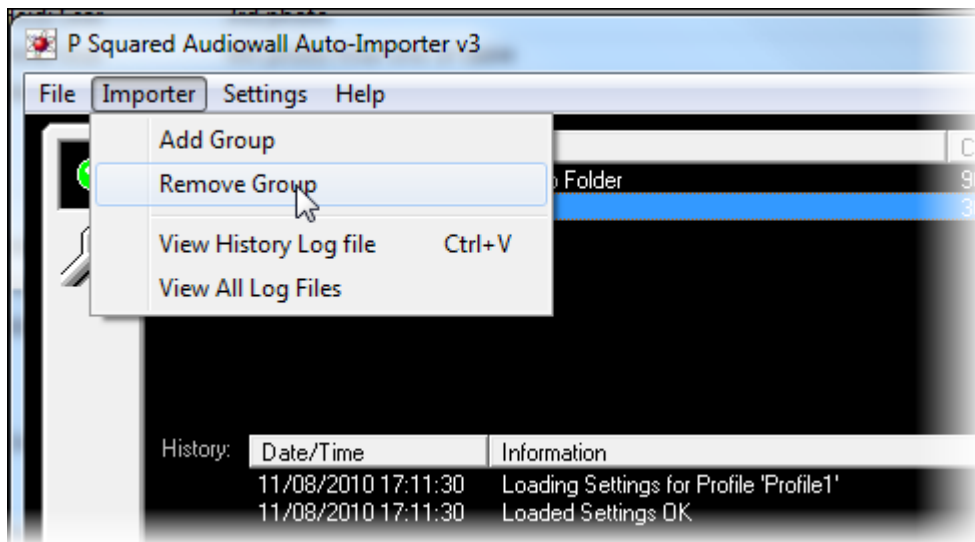 P Squared Audiowall Auto-Importer v3
File Importer Settings Help
Add Group
Remove Group
Folder
View History Log file Ctrl+V
View All Log Files
History: Date/Time Information
11/08/2010 17:11:30 Loading Settings for Profile 'Profile1'
11/08/2010 17:11:30 Loaded Settings OK